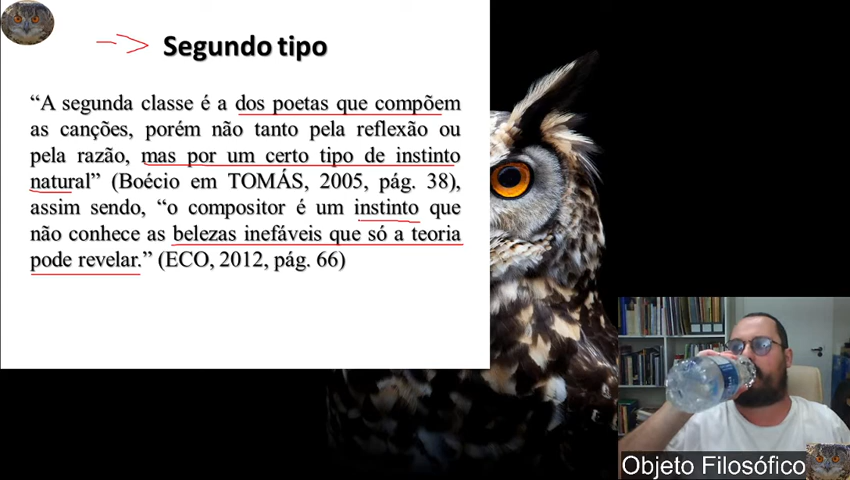 Segundo tipo
“A segunda classe é a dos poetas que compõem
as canções, porém não tanto pela reflexão ou
pela razão, mas por um certo tipo de instinto
natural” (Boécio em TOMÁS, 2005, pág. 38),
assim sendo, “o compositor é um instinto que
não conhece as belezas inefáveis que só a teoria
pode revelar.” (ECO, 2012, pág. 66)
Objeto Filosófico